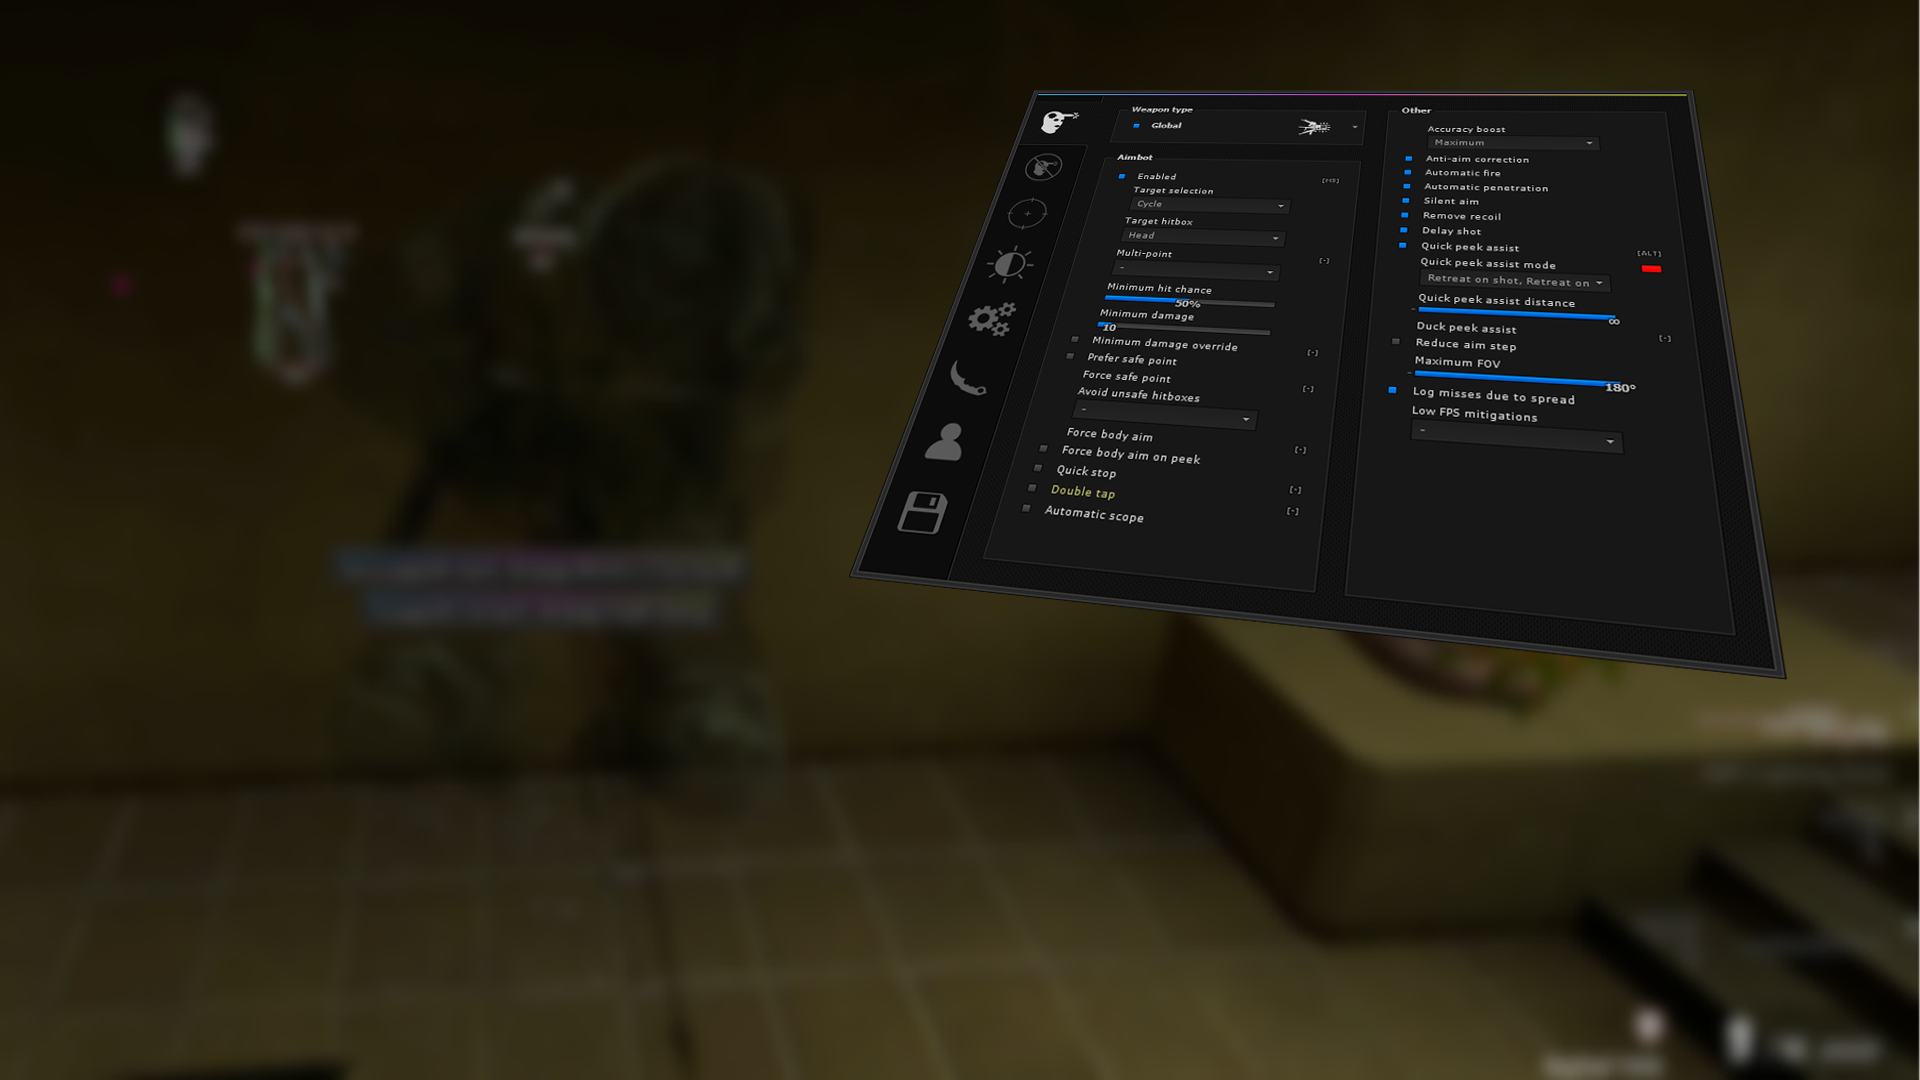 Weapon type
Global
Aimbot
Enabled
[M5]
Target selection
Cycle
Target hitbox
Head
Multi-point
[-]
-
Minimum hit chance
50%
Minimum damage
10
Minimum damage override
[-]
Prefer safe point
Force safe point
[-]
Avoid unsafe hitboxes
-
Force body aim
[-]
Force body aim on peek
Quick stop
[-]
Double tap
[-]
Automatic scope
Other
Accuracy boost
Maximum
Anti-aim correction
Automatic fire
Automatic penetration
Silent aim
Remove recoil
Delay shot
Quick peek assist
[ALT]
Quick peek assist mode
Retreat on shot, Retreat on
Quick peek assist distance
-
∞
Duck peek assist
[-]
Reduce aim step
Maximum FOV
-
180°
Log misses due to spread
Low FPS mitigations
-